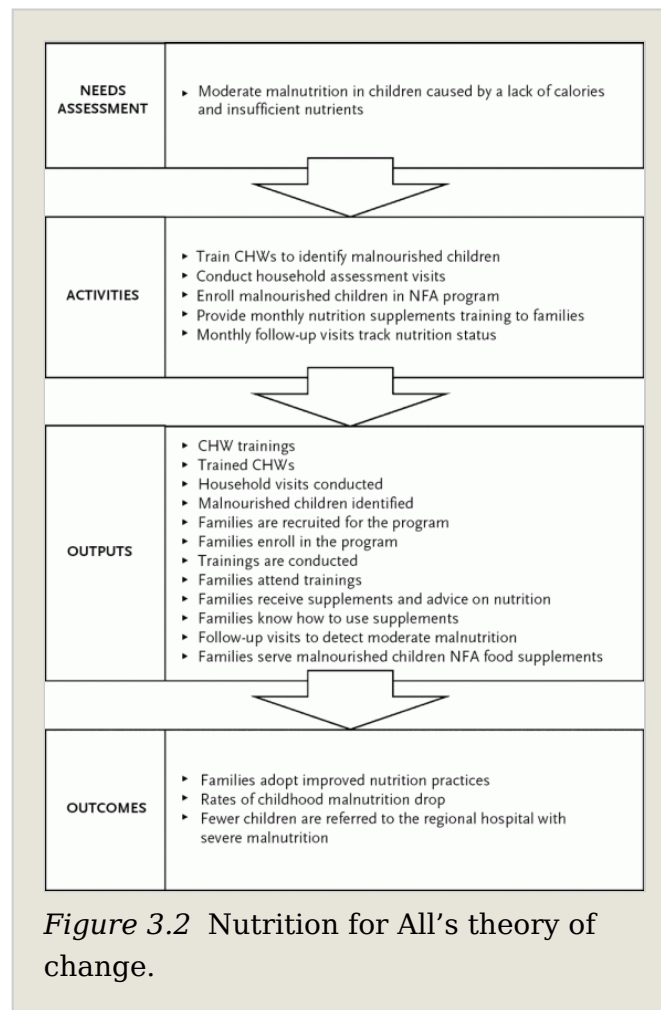 NEEDS
ASSESSMENT
▸ Moderate malnutrition in children caused by a lack of calories
and insufficient nutrients
ACTIVITIES
▸ Train CHWs to identify malnourished children
▸ Conduct household assessment visits
▸ Enroll malnourished children in NFA program
▸ Provide monthly nutrition supplements training to families
▸ Monthly follow-up visits track nutrition status
OUTPUTS
▸ CHW trainings
▸ Trained CHWs
▸ Household visits conducted
▸ Malnourished children identified
▸ Families are recruited for the program
▸ Families enroll in the program
▸ Trainings are conducted
▸ Families attend trainings
▸ Families receive supplements and advice on nutrition
▸ Families know how to use supplements
▸ Follow-up visits to detect moderate malnutrition
▸ Families serve malnourished children NFA food supplements
OUTCOMES
▸ Families adopt improved nutrition practices
▸ Rates of childhood malnutrition drop
▸ Fewer children are referred to the regional hospital with
severe malnutrition
Figure 3.2 Nutrition for All’s theory of
change.